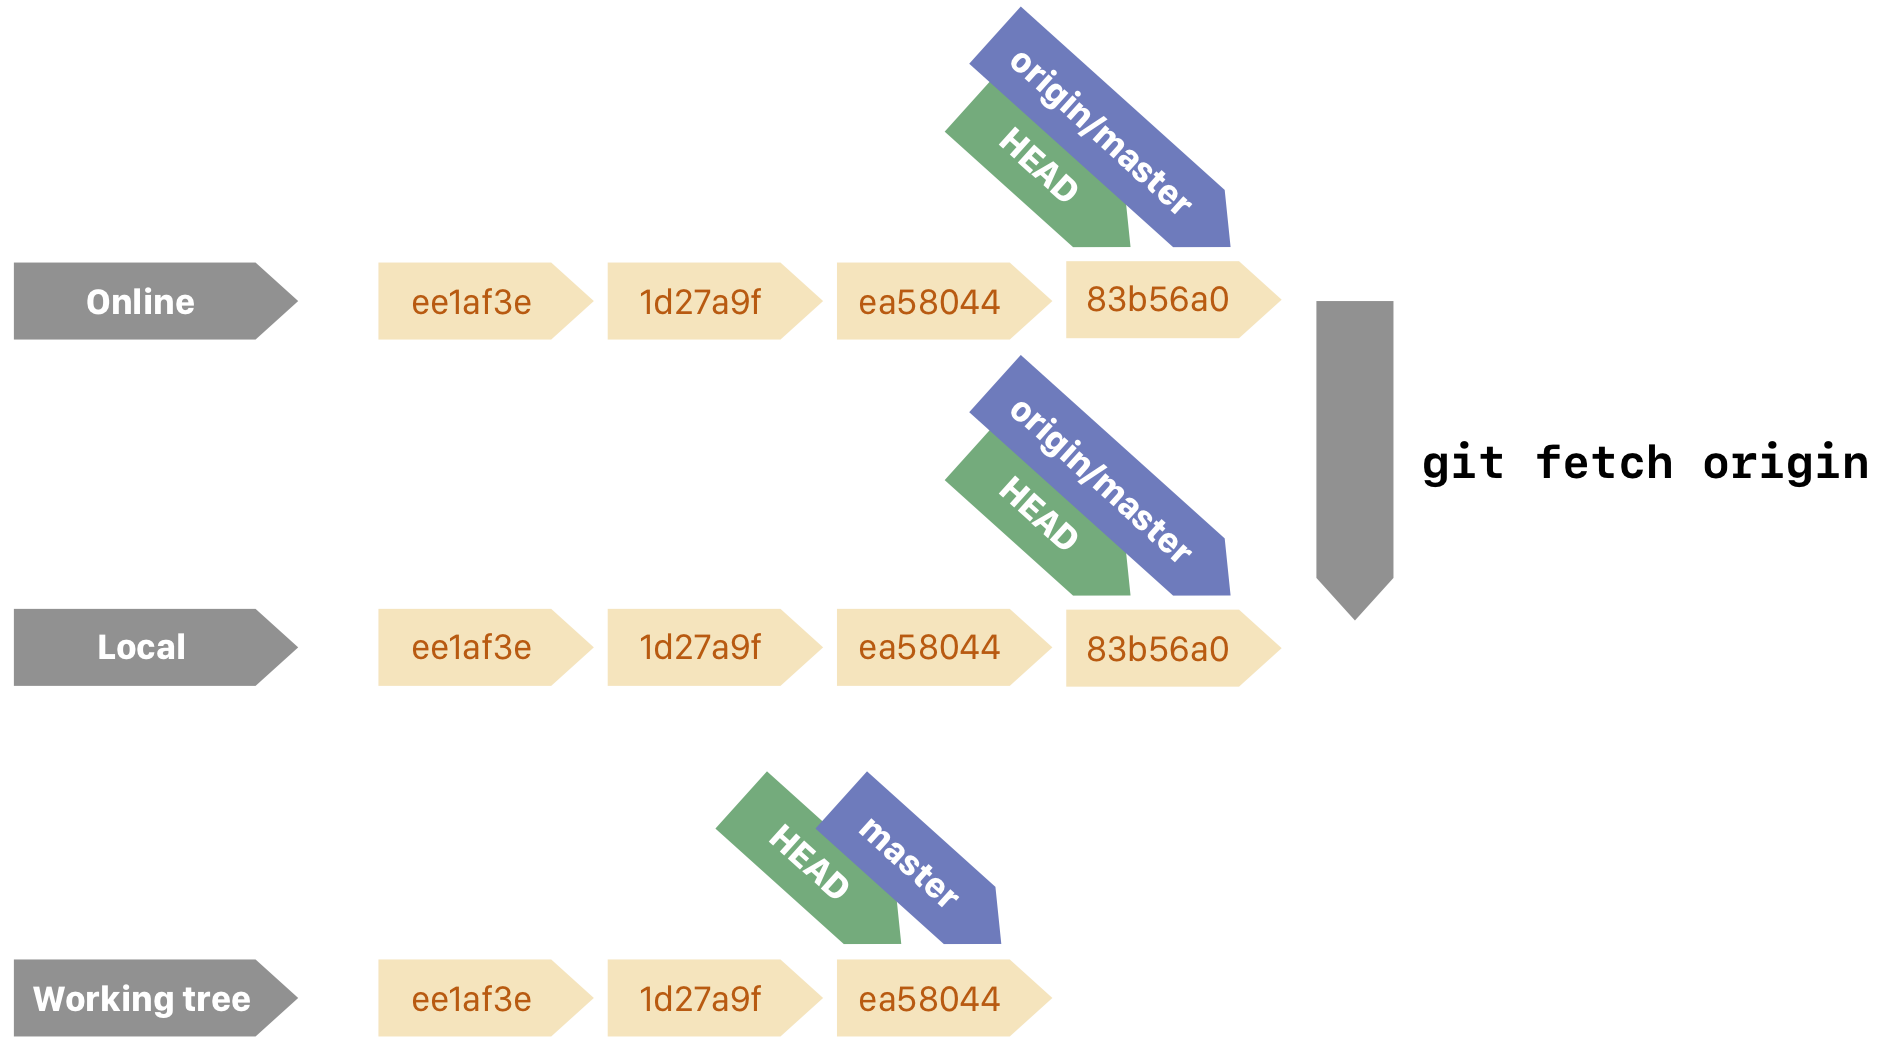 origin/master
HEAD
Online
ee1af3e
1d27a9f
ea58044
83b56a0
origin/master
HEAD
git fetch origin
Local
ee1af3e
1d27a9f
ea58044
83b56a0
HEAD
master
Working tree
ee1af3e
1d27a9f
ea58044